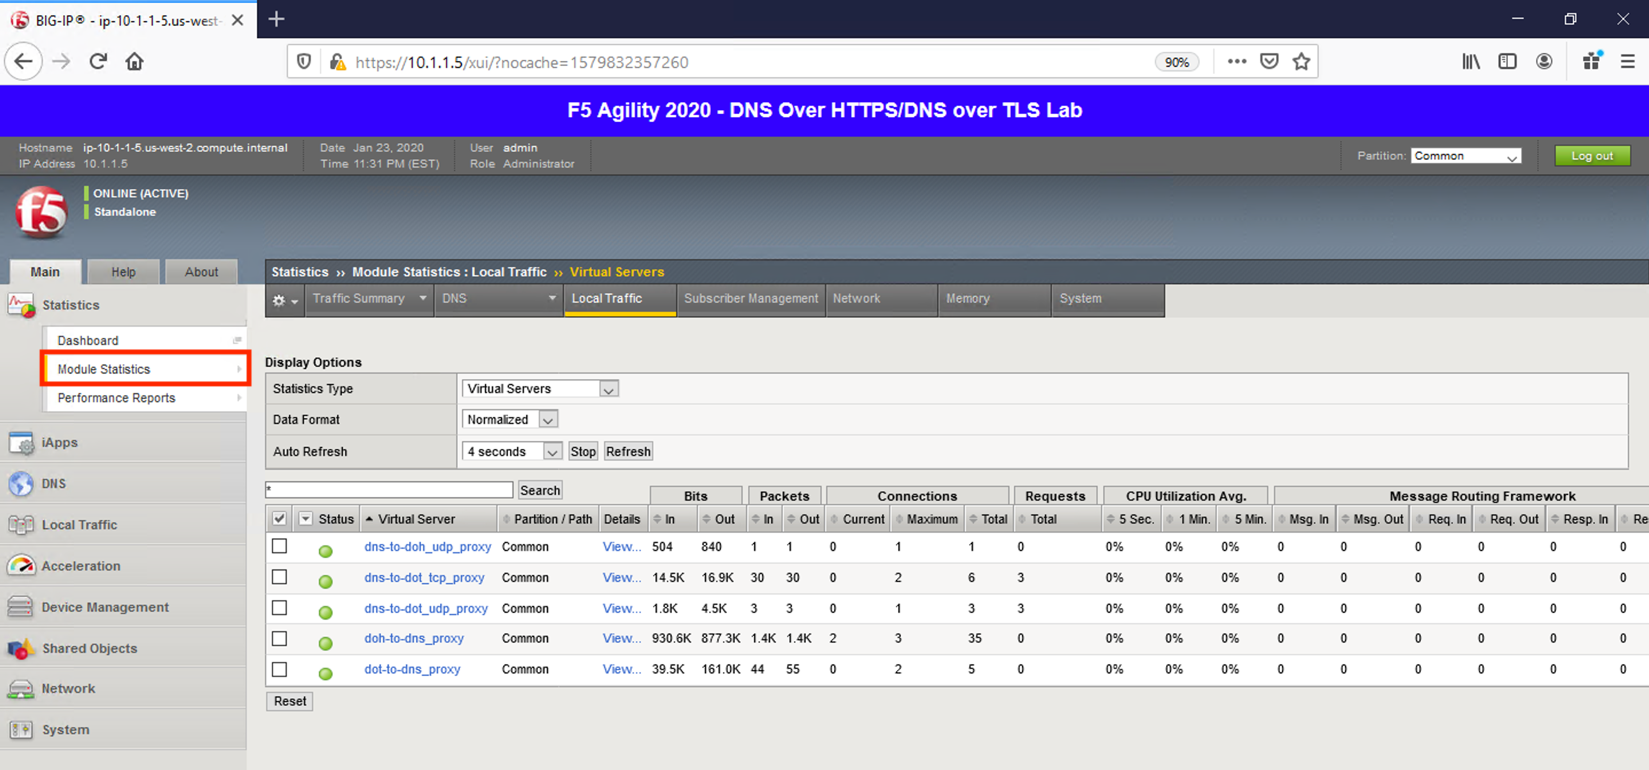 BIG-IP® - ip-10-1-1-5.us-west-
https://10.1.1.5/xui/?nocache=1579832357260 90%
F5 Agility 2020 - DNS Over HTTPS/DNS over TLS Lab
Hostname ip-10-1-1-5.us-west-2.compute.internal Date Jan 23, 2020 User admin
IP Address 10.1.1.5 Time 11:31 PM (EST) Role Administrator
Partition: Common Log out
f5 ONLINE (ACTIVE)
Standalone
Main Help About
Statistics
Dashboard
Module Statistics
Performance Reports
iApps
DNS
Local Traffic
Acceleration
Device Management
Shared Objects
Network
System
Statistics ›› Module Statistics : Local Traffic ›› Virtual Servers
Traffic Summary DNS Local Traffic Subscriber Management Network Memory System
Display Options
Statistics Type Virtual Servers
Data Format Normalized
Auto Refresh 4 seconds Stop Refresh
* Search
Bits Packets Connections Requests CPU Utilization Avg. Message Routing Framework
Status Virtual Server Partition / Path Details In Out In Out Current Maximum Total Total 5 Sec. 1 Min. 5 Min. Msg. In Msg. Out Req. In Req. Out Resp. In Re
dns-to-doh_udp_proxy Common View... 504 840 1 1 0 1 1 0 0% 0% 0% 0 0 0 0 0 0
dns-to-dot_tcp_proxy Common View... 14.5K 16.9K 30 30 0 2 6 3 0% 0% 0% 0 0 0 0 0 0
dns-to-dot_udp_proxy Common View... 1.8K 4.5K 3 3 0 1 3 3 0% 0% 0% 0 0 0 0 0 0
doh-to-dns_proxy Common View... 930.6K 877.3K 1.4K 1.4K 2 3 35 0 0% 0% 0% 0 0 0 0 0 0
dot-to-dns_proxy Common View... 39.5K 161.0K 44 55 0 2 5 0 0% 0% 0% 0 0 0 0 0 0
Reset